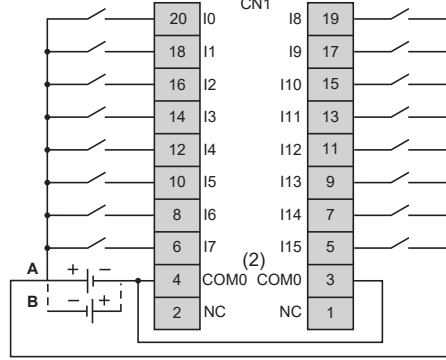 CN1
20 I0 I8 19
18 I1 I9 17
16 I2 I10 15
14 I3 I11 13
12 I4 I12 11
10 I5 I13 9
8 I6 I14 7
6 I7 I15 5
(2)
A + − 4 COM0 COM0 3
B − + 2 NC NC 1